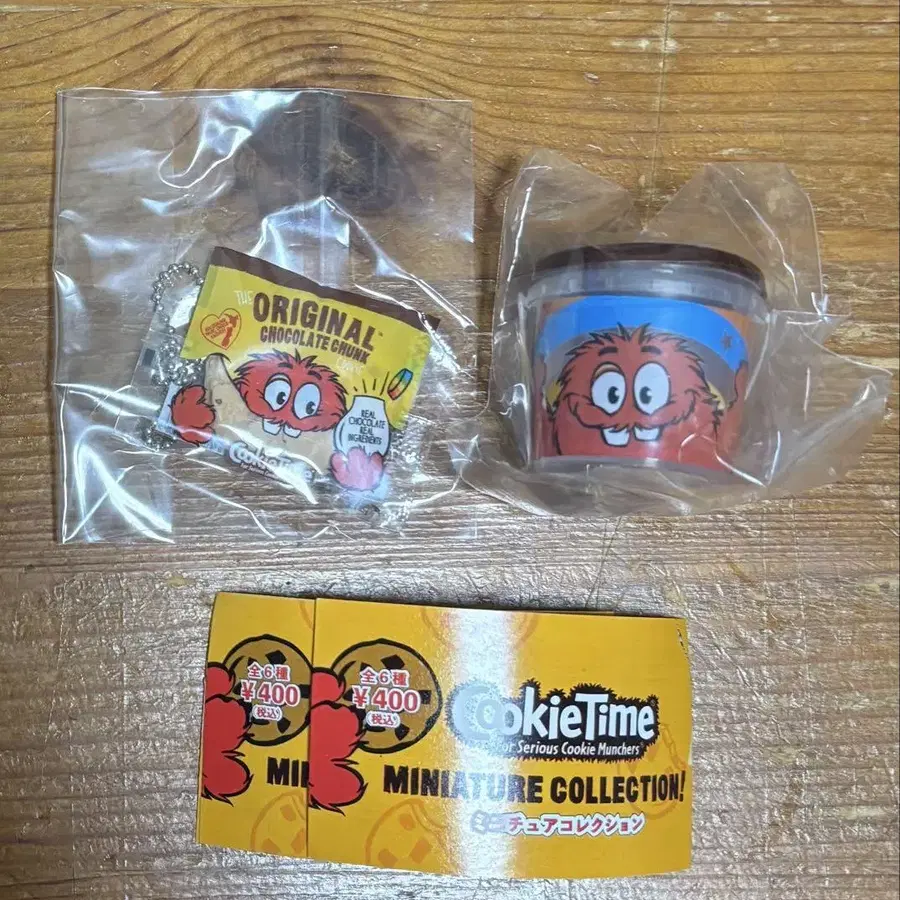 THE
ORIGINAL™
CHOCOLATE CHUNK
REAL
CHOCOLATE
REAL
INGREDIENTS
CookieTime
全6種
¥400
(税込)
MI
全6種
¥400
(税込)
CookieTime
For Serious Cookie Munchers
MINIATURE COLLECTION!
ミニチュアコレクション